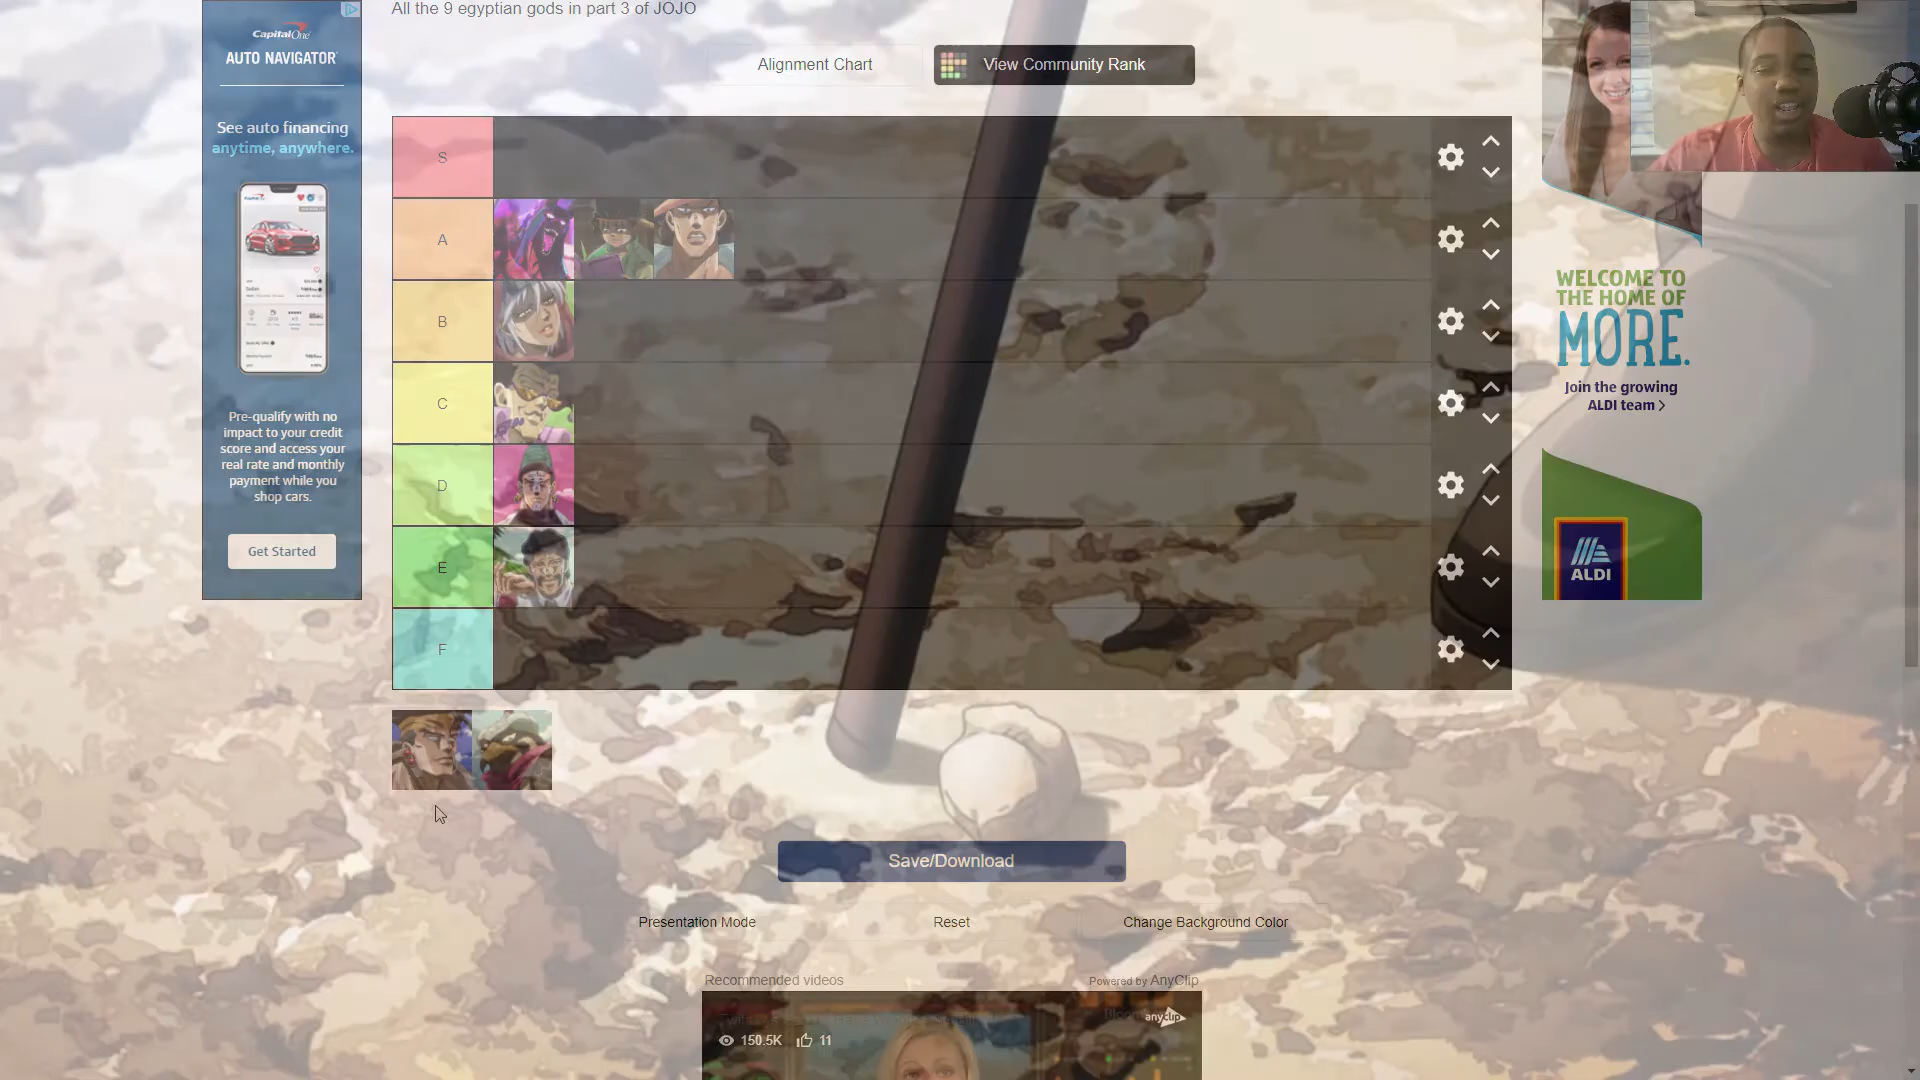 All the 9 egyptian gods in part 3 of JOJO
Capital One
AUTO NAVIGATOR
See auto financing
anytime, anywhere.
Pre-qualify with no
impact to your credit
score and access your
real rate and monthly
payment while you
shop cars.
Get Started
Alignment Chart
View Community Rank
S
A
B
C
D
E
F
WELCOME TO
THE HOME OF
MORE.
Join the growing
ALDI team >
ALDI
Save/Download
Presentation Mode
Reset
Change Background Color
Recommended videos
Powered by AnyClip
anyclip
150.5K
11